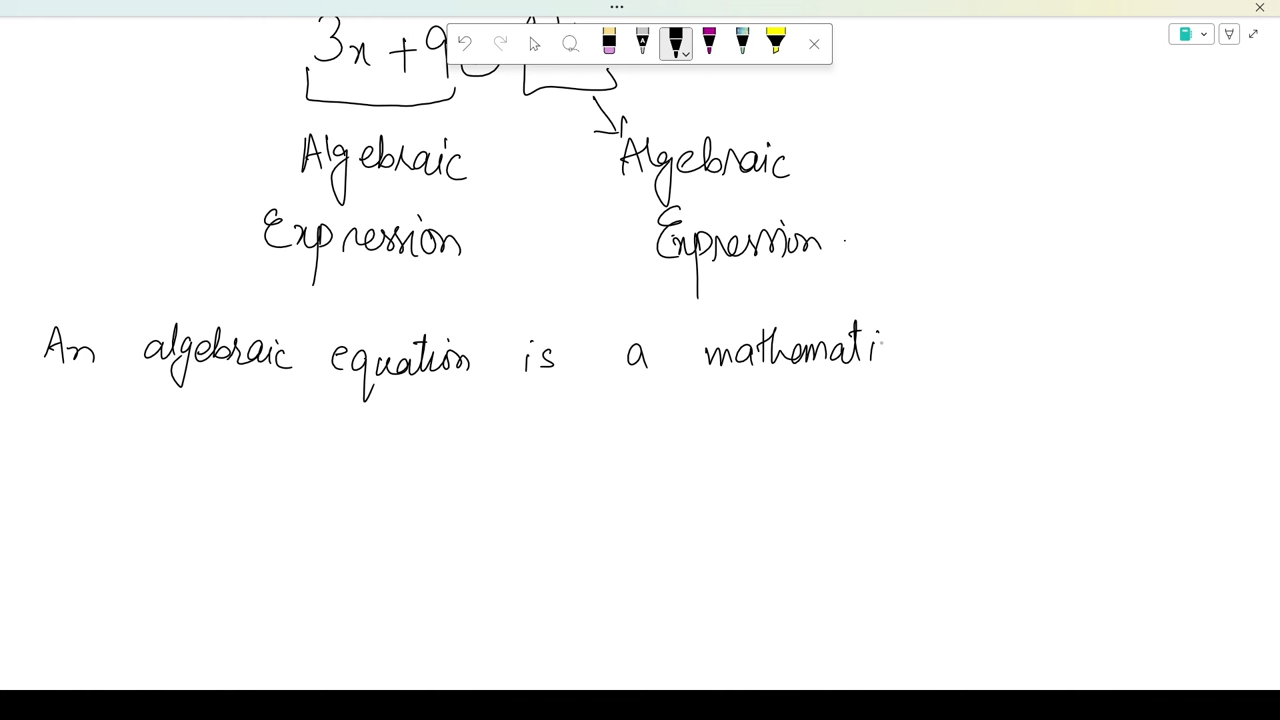 3x + 9
Algebraic Algebraic
Expression Expression
An algebraic equation is a mathemati